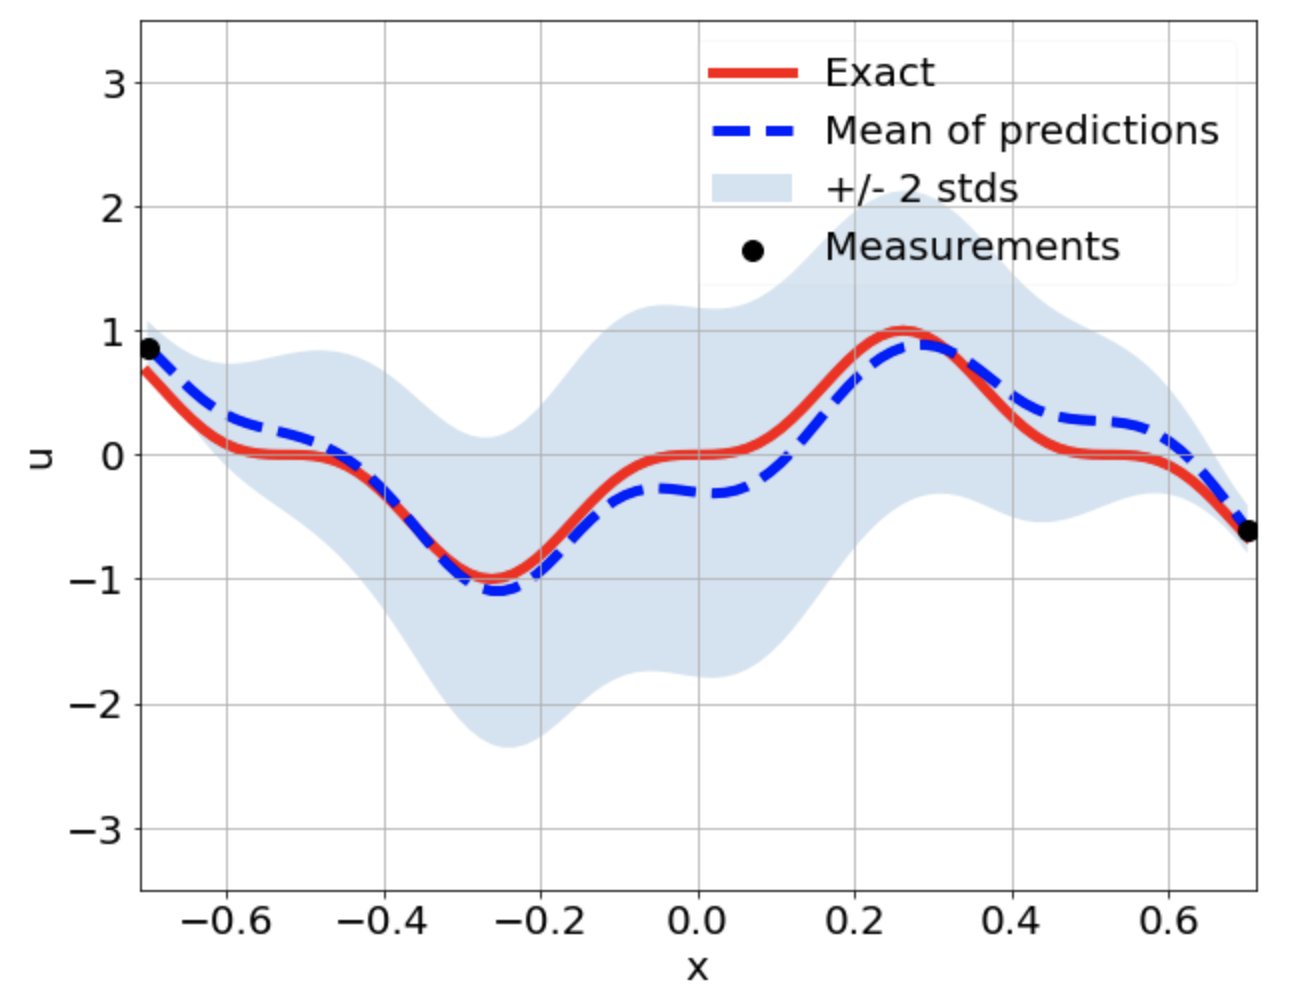 3
2
1
0
−1
−2
−3
u
Exact
Mean of predictions
+/- 2 stds
Measurements
−0.6 −0.4 −0.2 0.0 0.2 0.4 0.6
x